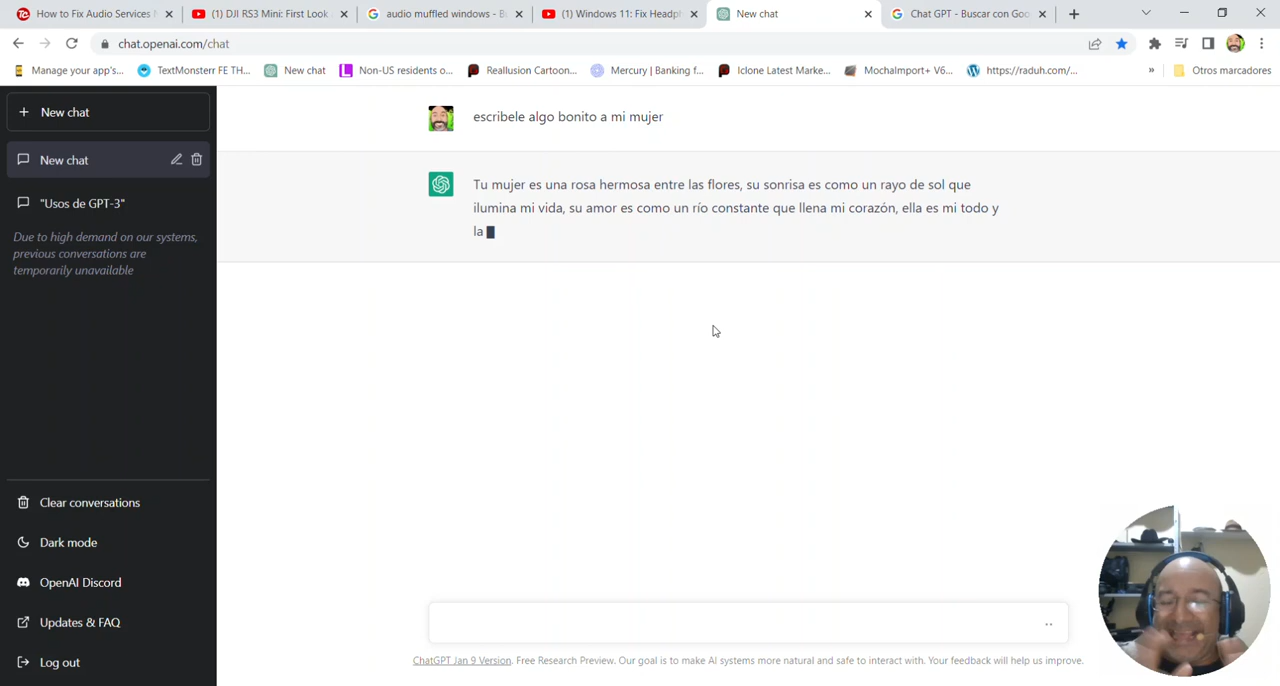 How to Fix Audio Services
(1) DJI RS3 Mini: First Look
audio muffled windows - B
(1) Windows 11: Fix Headph
New chat
Chat GPT - Buscar con Goo
chat.openai.com/chat
Manage your app's...
TextMonsterr FE TH...
New chat
Non-US residents o...
Reallusion Cartoon...
Mercury | Banking f...
Iclone Latest Marke...
MochaImport+ V6...
https://raduh.com/...
»
Otros marcadores
+ New chat
New chat
"Usos de GPT-3"
Due to high demand on our systems,
previous conversations are
temporarily unavailable
escribele algo bonito a mi mujer
Tu mujer es una rosa hermosa entre las flores, su sonrisa es como un rayo de sol que
ilumina mi vida, su amor es como un río constante que llena mi corazón, ella es mi todo y
la
Clear conversations
Dark mode
OpenAI Discord
Updates & FAQ
Log out
ChatGPT Jan 9 Version. Free Research Preview. Our goal is to make AI systems more natural and safe to interact with. Your feedback will help us improve.